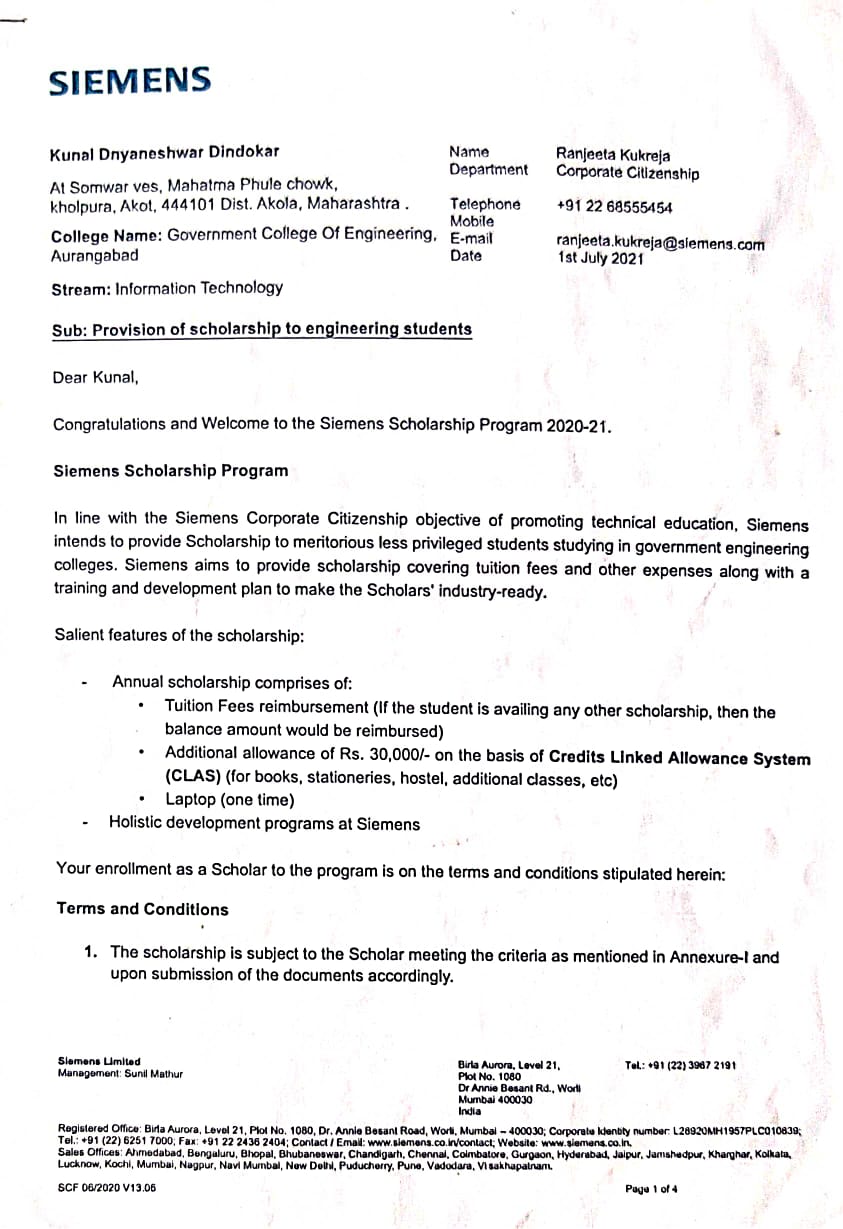 SIEMENS
Kunal Dnyaneshwar Dindokar
At Somwar ves, Mahatma Phule chowk,
kholpura, Akot, 444101 Dist. Akola, Maharashtra .
College Name: Government College Of Engineering,
Aurangabad
Stream: Information Technology
Name Ranjeeta Kukreja
Department Corporate Citizenship
Telephone +91 22 68555454
Mobile
E-mail ranjeeta.kukreja@siemens.com
Date 1st July 2021
Sub: Provision of scholarship to engineering students
Dear Kunal,
Congratulations and Welcome to the Siemens Scholarship Program 2020-21.
Siemens Scholarship Program
In line with the Siemens Corporate Citizenship objective of promoting technical education, Siemens
intends to provide Scholarship to meritorious less privileged students studying in government engineering
colleges. Siemens aims to provide scholarship covering tuition fees and other expenses along with a
training and development plan to make the Scholars' industry-ready.
Salient features of the scholarship:
- Annual scholarship comprises of:
• Tuition Fees reimbursement (If the student is availing any other scholarship, then the
balance amount would be reimbursed)
• Additional allowance of Rs. 30,000/- on the basis of Credits Linked Allowance System
(CLAS) (for books, stationeries, hostel, additional classes, etc)
• Laptop (one time)
- Holistic development programs at Siemens
Your enrollment as a Scholar to the program is on the terms and conditions stipulated herein:
Terms and Conditions
1. The scholarship is subject to the Scholar meeting the criteria as mentioned in Annexure-I and
upon submission of the documents accordingly.
Siemens Limited
Management: Sunil Mathur
Birla Aurora, Level 21,
Plot No. 1080
Dr Annie Besant Rd., Worli
Mumbai 400030
India
Tel.: +91 (22) 3967 2191
Registered Office: Birla Aurora, Level 21, Plot No. 1080, Dr. Annie Besant Road, Worli, Mumbai – 400030; Corporate Identity number: L28920MH1957PLC010839;
Tel.: +91 (22) 6251 7000; Fax: +91 22 2436 2404; Contact / Email: www.siemens.co.in/contact; Website: www.siemens.co.in.
Sales Offices: Ahmedabad, Bengaluru, Bhopal, Bhubaneswar, Chandigarh, Chennai, Coimbatore, Gurgaon, Hyderabad, Jaipur, Jamshedpur, Kharghar, Kolkata,
Lucknow, Kochi, Mumbai, Nagpur, Navi Mumbai, New Delhi, Puducherry, Pune, Vadodara, Visakhapatnam.
SCF 06/2020 V13.06
Page 1 of 4